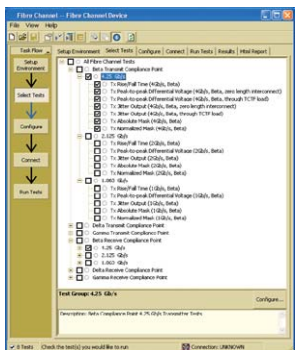 Fibre Channel -- Fibre Channel Device
File View Help
Task Flow
Setup Environment Select Tests Configure Connect Run Tests Results Html Report
Setup
Environment
Select Tests
Configure
Connect
Run Tests
All Fibre Channel Tests
Beta Transmit Compliance Point
4.25 Gb/s
Tx Rise/Fall Time (4Gb/s, Beta)
Tx Peak-to-peak Differential Voltage (4Gb/s, Beta, zero length interconnect)
Tx Peak-to-peak Differential Voltage (4Gb/s, Beta, through TCTF load)
Tx Jitter Output (4Gb/s, Beta, zero length interconnect)
Tx Jitter Output (4Gb/s, Beta, through TCTF load)
Tx Absolute Mask (4Gb/s, Beta)
Tx Normalized Mask (4Gb/s, Beta)
2.125 Gb/s
Tx Rise/Fall Time (2Gb/s, Beta)
Tx Peak-to-peak Differential Voltage (2Gb/s, Beta)
Tx Jitter Output (2Gb/s, Beta)
Tx Absolute Mask (2Gb/s, Beta)
Tx Normalized Mask (2Gb/s, Beta)
1.063 Gb/s
Tx Rise/Fall Time (1Gb/s, Beta)
Tx Peak-to-peak Differential Voltage (1Gb/s, Beta)
Tx Jitter Output (1Gb/s, Beta)
Tx Absolute Mask (1Gb/s, Beta)
Tx Normalized Mask (1Gb/s, Beta)
Delta Transmit Compliance Point
Gamma Transmit Compliance Point
Beta Receive Compliance Point
4.25 Gb/s
2.125 Gb/s
1.063 Gb/s
Delta Receive Compliance Point
Gamma Receive Compliance Point
Test Group: 4.25 Gb/s
Configure...
Description: Beta Compliance Point 4.25 Gb/s Transmitter Tests
9 Tests Check the test(s) you would like to run Connection: UNKNOWN